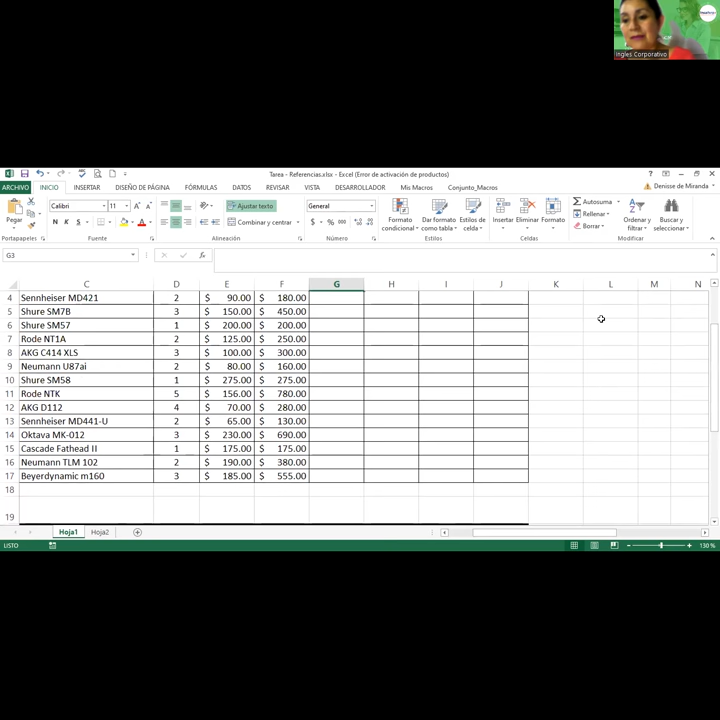 Ingles Corporativo
Tarea - Referencias.xlsx - Excel (Error de activación de productos)
ARCHIVO INICIO INSERTAR DISEÑO DE PÁGINA FÓRMULAS DATOS REVISAR VISTA DESARROLLADOR Mis Macros Conjunto_Macros Denisse de Miranda
Calibri 11 Ajustar texto General Autosuma
Pegar N K S Combinar y centrar $ % 000 Formato condicional Dar formato como tabla Estilos de celda Insertar Eliminar Formato Rellenar Borrar Ordenar y filtrar Buscar y seleccionar
Portapapeles Fuente Alineación Número Estilos Celdas Modificar
G3 fx
C D E F G H I J K L M N
4 Sennheiser MD421 2 $ 90.00 $ 180.00
5 Shure SM7B 3 $ 150.00 $ 450.00
6 Shure SM57 1 $ 200.00 $ 200.00
7 Rode NT1A 2 $ 125.00 $ 250.00
8 AKG C414 XLS 3 $ 100.00 $ 300.00
9 Neumann U87ai 2 $ 80.00 $ 160.00
10 Shure SM58 1 $ 275.00 $ 275.00
11 Rode NTK 5 $ 156.00 $ 780.00
12 AKG D112 4 $ 70.00 $ 280.00
13 Sennheiser MD441-U 2 $ 65.00 $ 130.00
14 Oktava MK-012 3 $ 230.00 $ 690.00
15 Cascade Fathead II 1 $ 175.00 $ 175.00
16 Neumann TLM 102 2 $ 190.00 $ 380.00
17 Beyerdynamic m160 3 $ 185.00 $ 555.00
18
19
Hoja1 Hoja2
LISTO 130 %